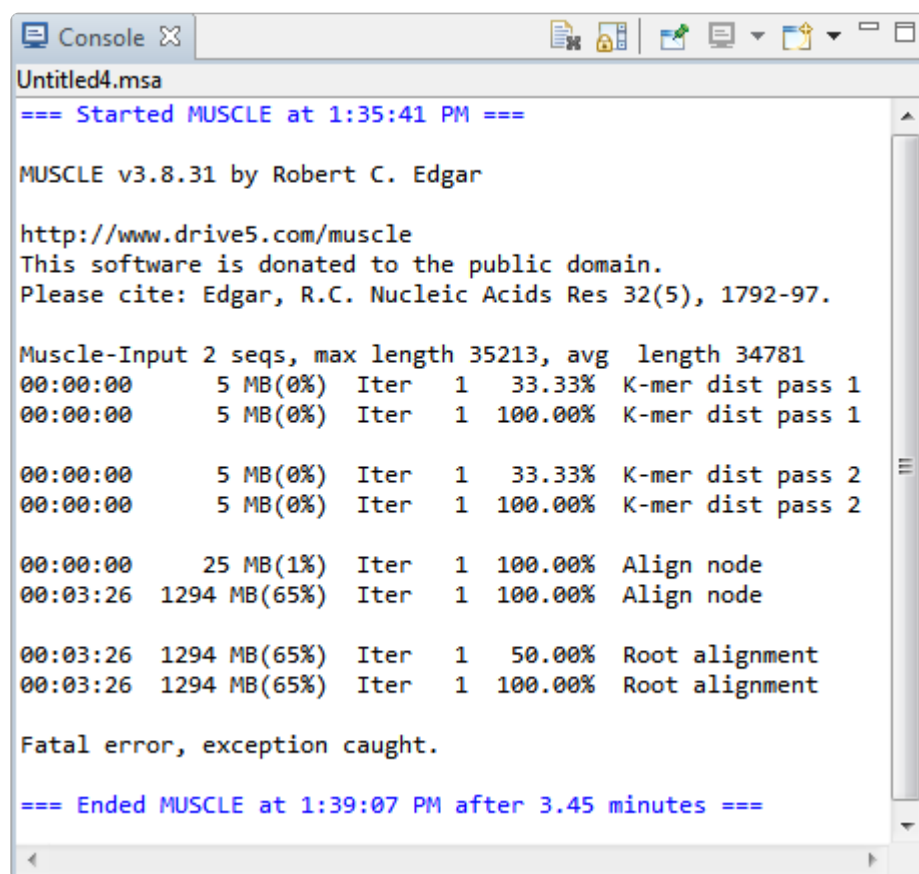 Console
Untitled4.msa
=== Started MUSCLE at 1:35:41 PM ===
MUSCLE v3.8.31 by Robert C. Edgar
http://www.drive5.com/muscle
This software is donated to the public domain.
Please cite: Edgar, R.C. Nucleic Acids Res 32(5), 1792-97.
Muscle-Input 2 seqs, max length 35213, avg  length 34781
00:00:00      5 MB(0%)  Iter   1   33.33%  K-mer dist pass 1
00:00:00      5 MB(0%)  Iter   1  100.00%  K-mer dist pass 1
00:00:00      5 MB(0%)  Iter   1   33.33%  K-mer dist pass 2
00:00:00      5 MB(0%)  Iter   1  100.00%  K-mer dist pass 2
00:00:00     25 MB(1%)  Iter   1  100.00%  Align node
00:03:26  1294 MB(65%)  Iter   1  100.00%  Align node
00:03:26  1294 MB(65%)  Iter   1   50.00%  Root alignment
00:03:26  1294 MB(65%)  Iter   1  100.00%  Root alignment
Fatal error, exception caught.
=== Ended MUSCLE at 1:39:07 PM after 3.45 minutes ===